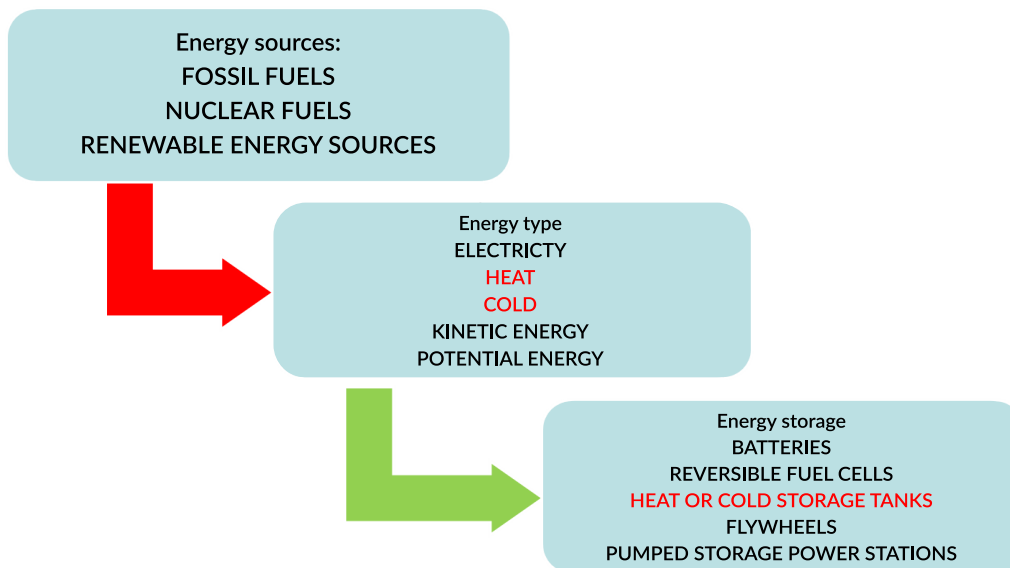 Energy sources:
FOSSIL FUELS
NUCLEAR FUELS
RENEWABLE ENERGY SOURCES
Energy type
ELECTRICTY
HEAT
COLD
KINETIC ENERGY
POTENTIAL ENERGY
Energy storage
BATTERIES
REVERSIBLE FUEL CELLS
HEAT OR COLD STORAGE TANKS
FLYWHEELS
PUMPED STORAGE POWER STATIONS